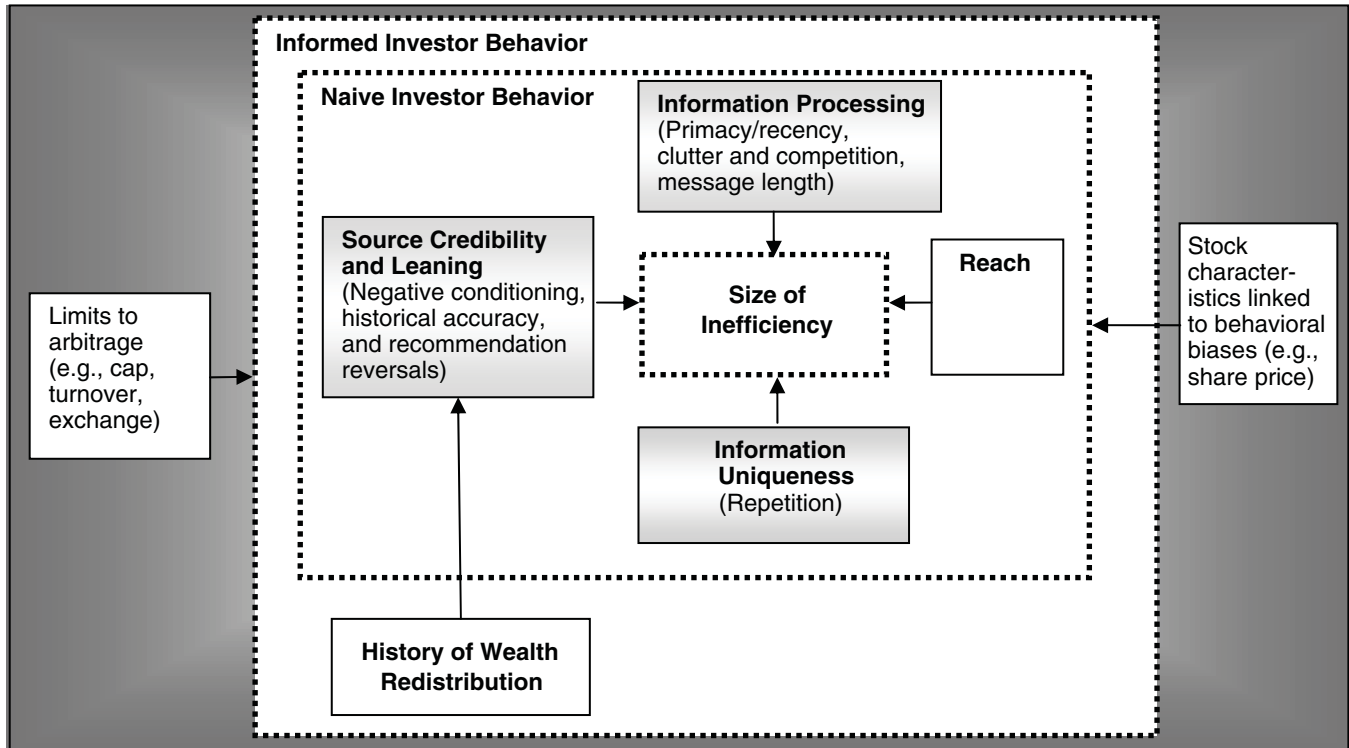 Informed Investor Behavior
Naive Investor Behavior
Information Processing
(Primacy/recency,
clutter and competition,
message length)
Source Credibility
and Leaning
(Negative conditioning,
historical accuracy,
and recommendation
reversals)
Size of
Inefficiency
Reach
Stock
character-
istics linked
to behavioral
biases (e.g.,
share price)
Limits to
arbitrage
(e.g., cap,
turnover,
exchange)
Information
Uniqueness
(Repetition)
History of Wealth
Redistribution